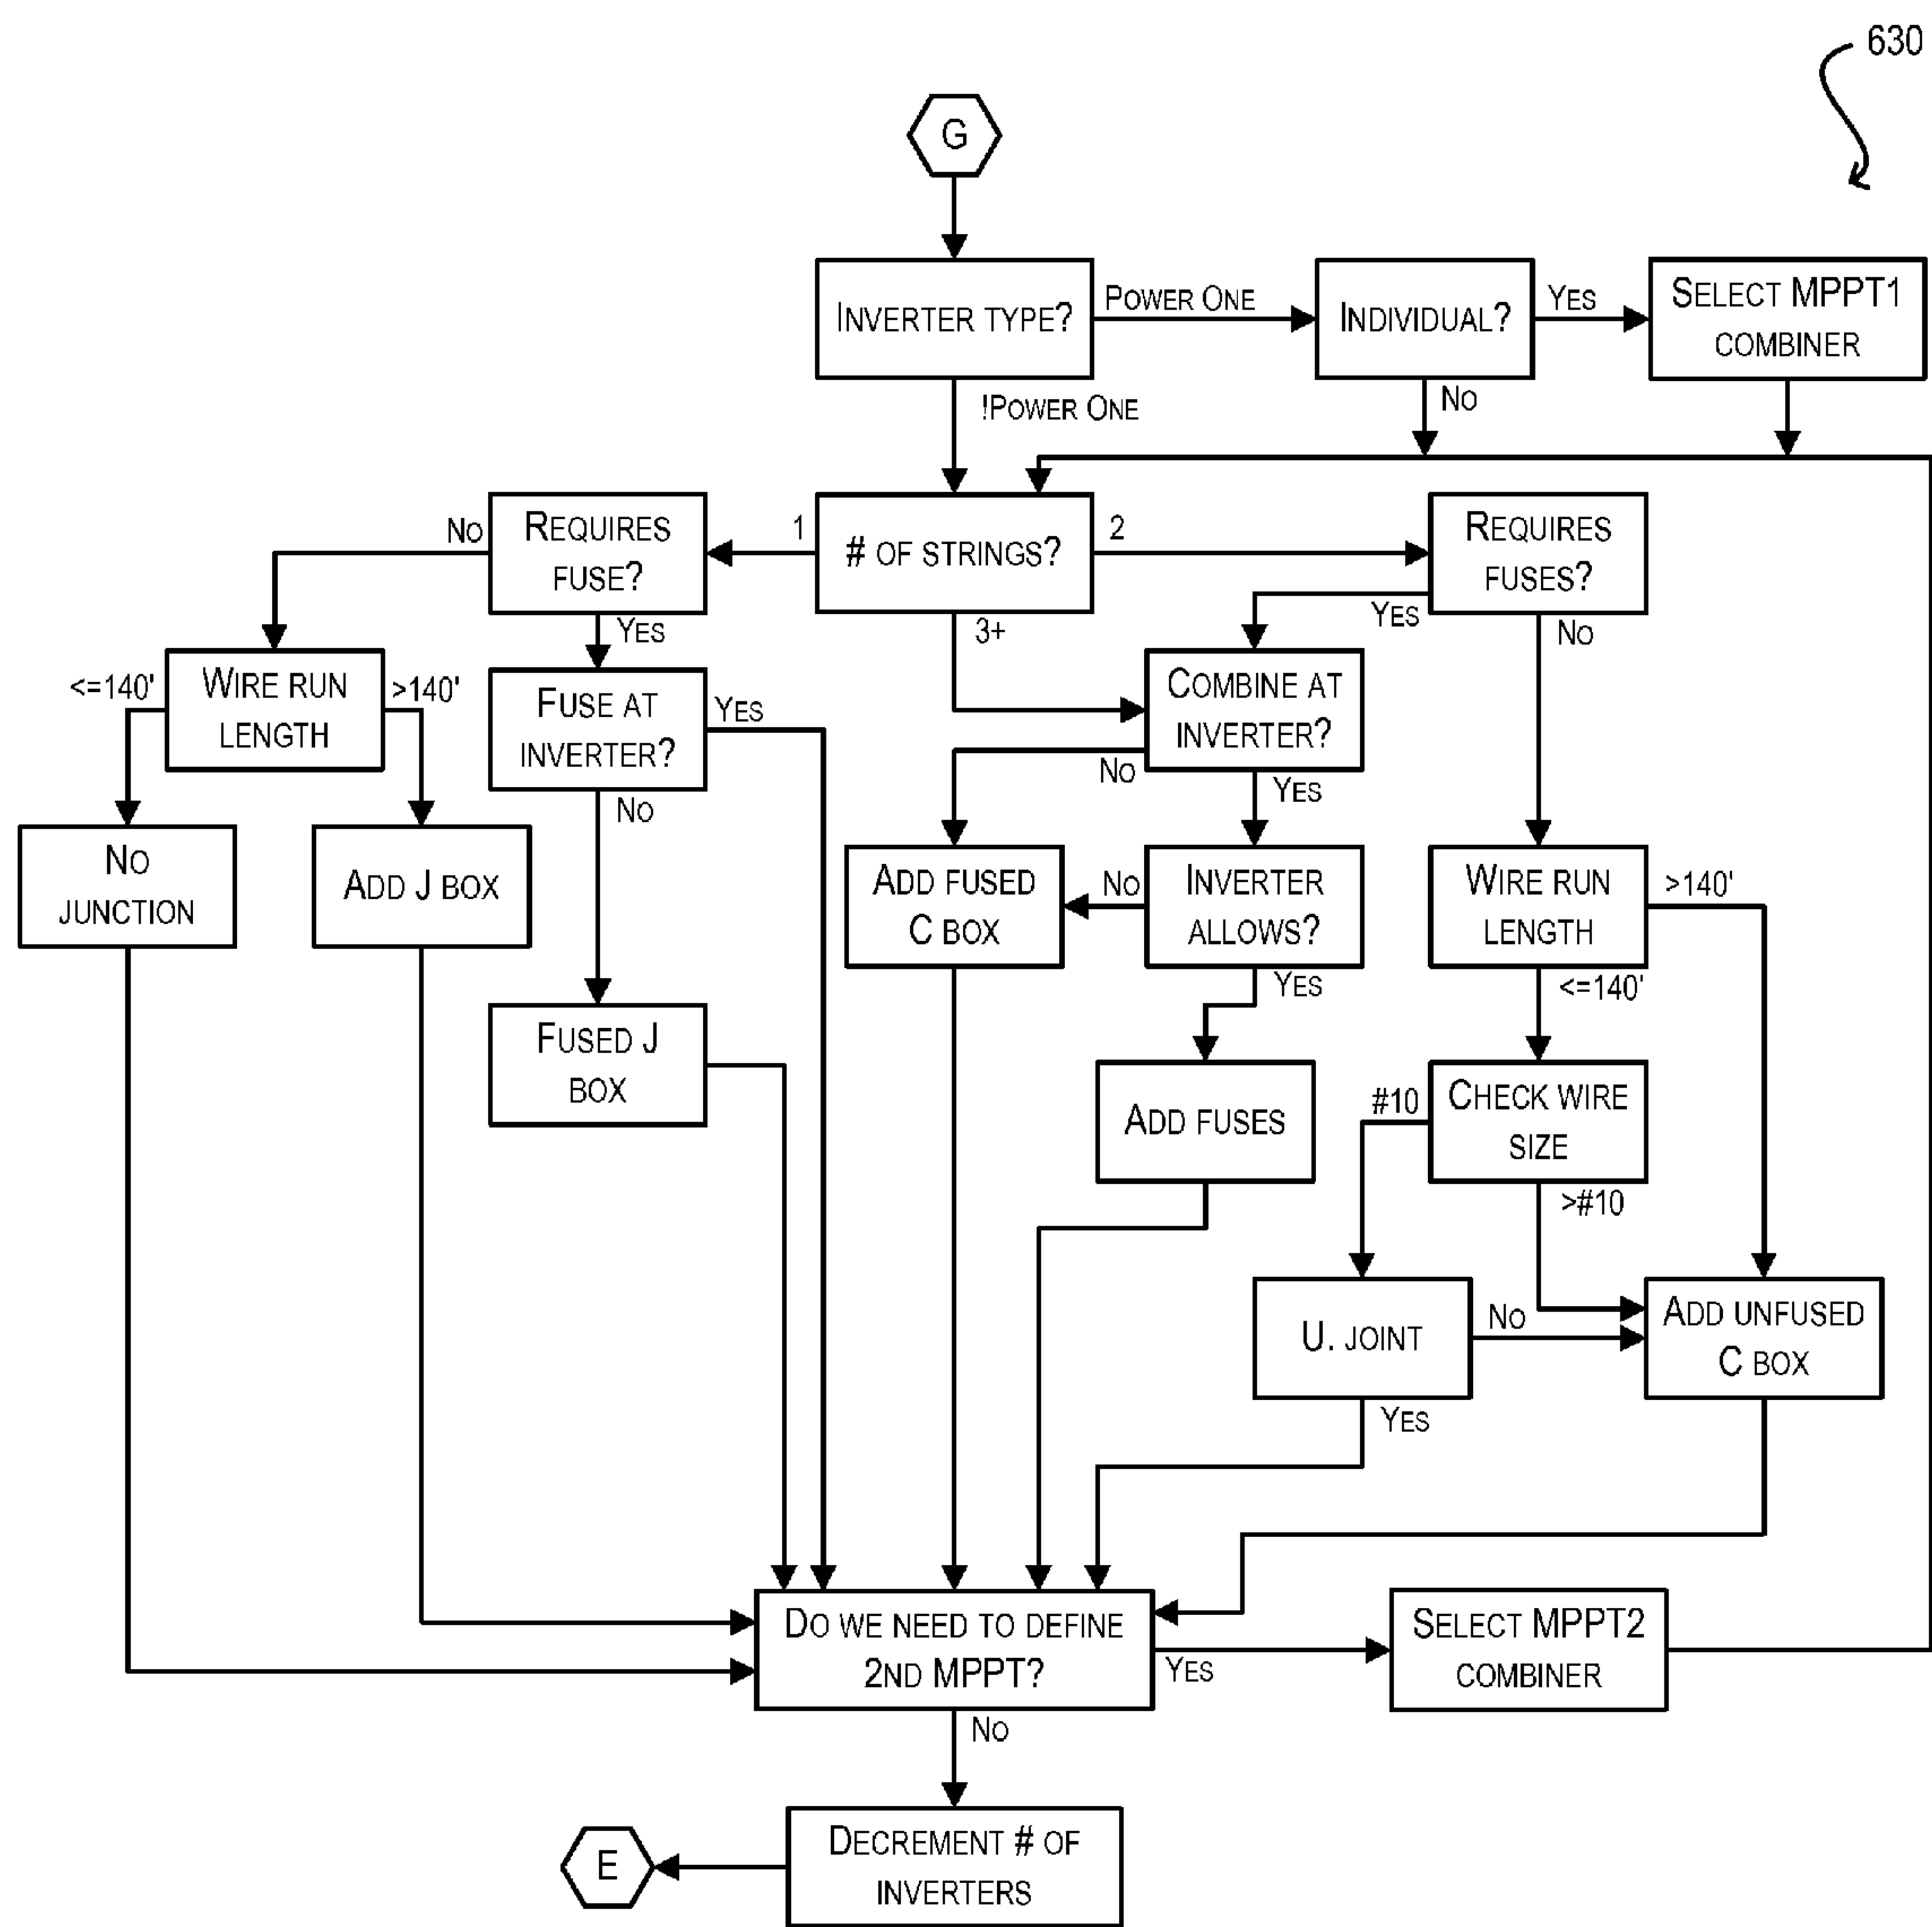 630
G
Inverter type?
Power One
Individual?
Yes
Select MPPT1
combiner
!Power One
No
No
Requires
fuse?
1
# of strings?
2
Requires
fuses?
Yes
3+
Yes
No
<=140'
Wire run
length
>140'
Fuse at
inverter?
Yes
Combine at
inverter?
No
No
Yes
No
junction
Add J box
Add fused
C box
No
Inverter
allows?
Wire run
length
>140'
Yes
<=140'
Fused J
box
Add fuses
#10
Check wire
size
>#10
U. joint
No
Add unfused
C box
Yes
Do we need to define
2nd MPPT?
Yes
Select MPPT2
combiner
No
E
Decrement # of
inverters